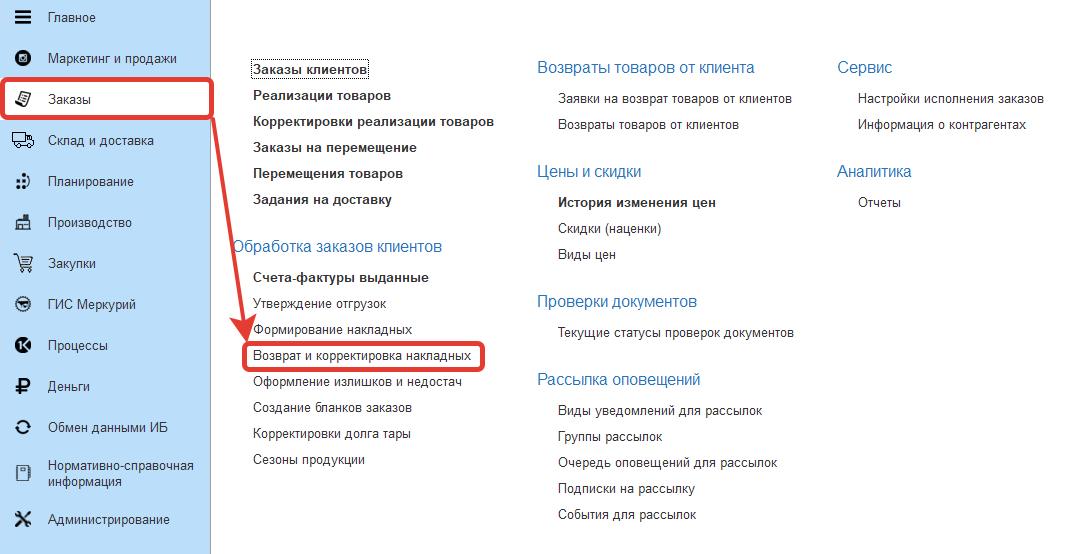 Главное
Маркетинг и продажи
Заказы
Склад и доставка
Планирование
Производство
Закупки
ГИС Меркурий
Процессы
Деньги
Обмен данными ИБ
Нормативно-справочная
информация
Администрирование
Заказы клиентов
Реализации товаров
Корректировки реализации товаров
Заказы на перемещение
Перемещения товаров
Задания на доставку
Обработка заказов клиентов
Счета-фактуры выданные
Утверждение отгрузок
Формирование накладных
Возврат и корректировка накладных
Оформление излишков и недостач
Создание бланков заказов
Корректировки долга тары
Сезоны продукции
Возвраты товаров от клиента
Заявки на возврат товаров от клиентов
Возвраты товаров от клиентов
Цены и скидки
История изменения цен
Скидки (наценки)
Виды цен
Проверки документов
Текущие статусы проверок документов
Рассылка оповещений
Виды уведомлений для рассылок
Группы рассылок
Очередь оповещений для рассылок
Подписки на рассылку
События для рассылок
Сервис
Настройки исполнения заказов
Информация о контрагентах
Аналитика
Отчеты